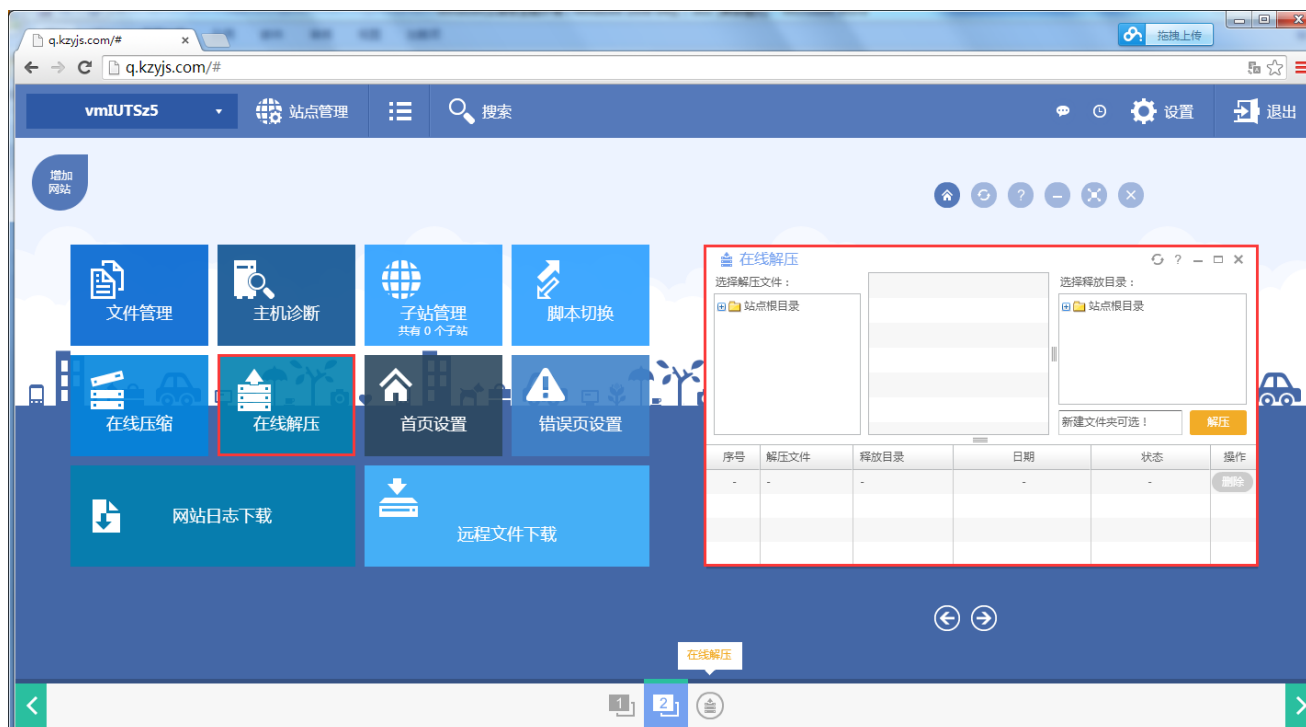 q.kzyjs.com/#
拖拽上传
q.kzyjs.com/#
vmIUTSz5
站点管理
搜索
设置
退出
增加
网站
文件管理
主机诊断
子站管理
共有 0 个子站
脚本切换
在线压缩
在线解压
首页设置
错误页设置
网站日志下载
远程文件下载
在线解压
选择解压文件：
选择释放目录：
站点根目录
站点根目录
新建文件夹可选！
解压
序号 解压文件 释放目录 日期 状态 操作
- - - - - 删除
在线解压
1
2